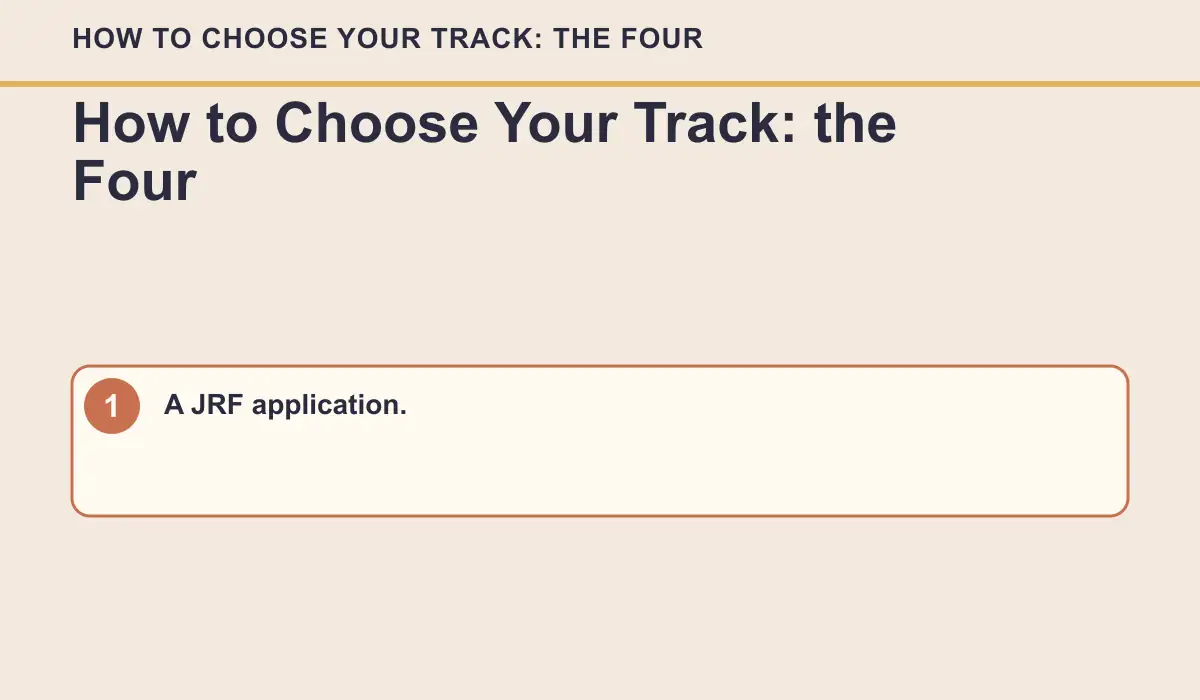 HOW TO CHOOSE YOUR TRACK: THE FOUR
How to Choose Your Track: the
Four
1
A JRF application.